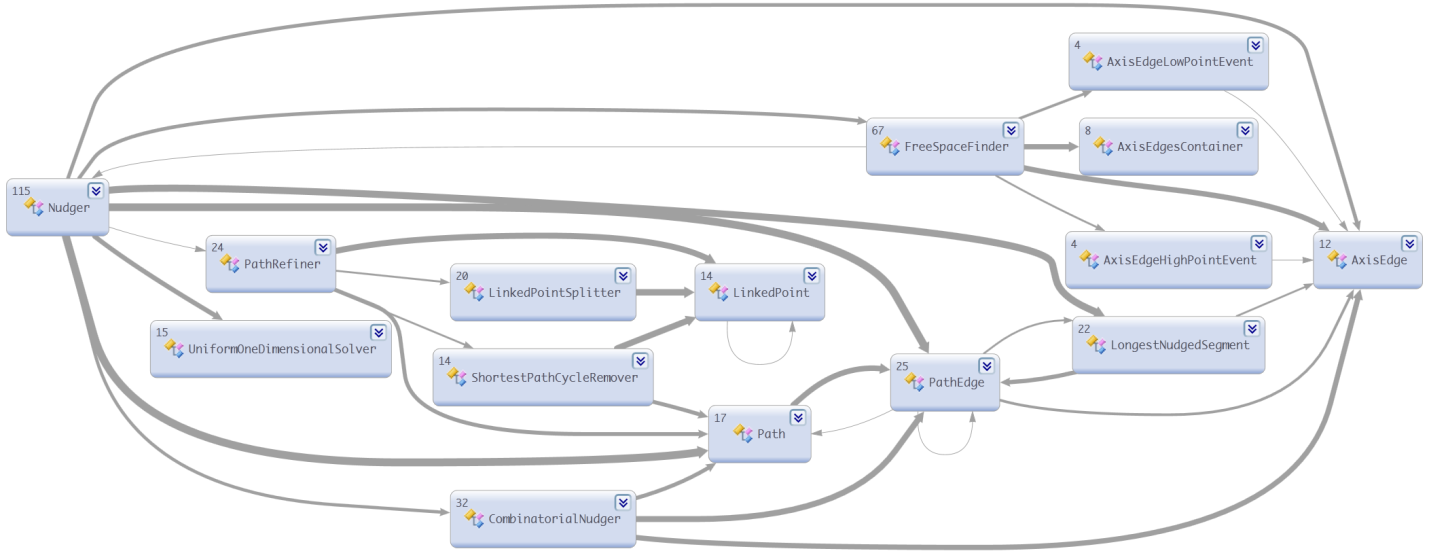 4
AxisEdgeLowPointEvent
67
FreeSpaceFinder
8
AxisEdgesContainer
115
Nudger
24
PathRefiner
4
AxisEdgeHighPointEvent
12
AxisEdge
20
LinkedPointSplitter
14
LinkedPoint
15
UniformOneDimensionalSolver
22
LongestNudgedSegment
14
ShortestPathCycleRemover
25
PathEdge
17
Path
32
CombinatorialNudger